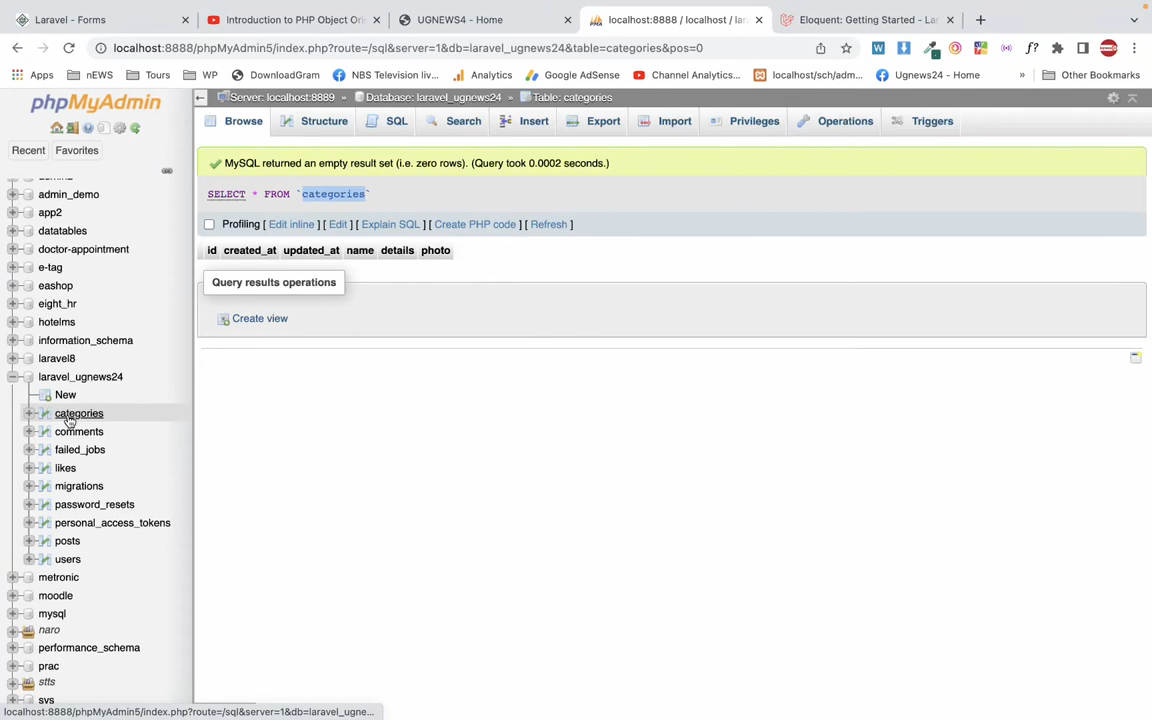 Laravel - Forms
Introduction to PHP Object Ori
UGNEWS4 - Home
localhost:8888 / localhost / lar
Eloquent: Getting Started - La
localhost:8888/phpMyAdmin5/index.php?route=/sql&server=1&db=laravel_ugnews24&table=categories&pos=0
Apps
nEWS
Tours
WP
DownloadGram
NBS Television liv...
Analytics
Google AdSense
Channel Analytics...
localhost/sch/adm...
Ugnews24 - Home
»
Other Bookmarks
phpMyAdmin
Recent
Favorites
admin_demo
app2
datatables
doctor-appointment
e-tag
eashop
eight_hr
hotelms
information_schema
laravel8
laravel_ugnews24
New
categories
comments
failed_jobs
likes
migrations
password_resets
personal_access_tokens
posts
users
metronic
moodle
mysql
naro
performance_schema
prac
stts
sys
Server: localhost:8889 » Database: laravel_ugnews24 » Table: categories
Browse
Structure
SQL
Search
Insert
Export
Import
Privileges
Operations
Triggers
MySQL returned an empty result set (i.e. zero rows). (Query took 0.0002 seconds.)
SELECT * FROM `categories`
Profiling [ Edit inline ] [ Edit ] [ Explain SQL ] [ Create PHP code ] [ Refresh ]
id created_at updated_at name details photo
Query results operations
Create view
localhost:8888/phpMyAdmin5/index.php?route=/sql&server=1&db=laravel_ugne...